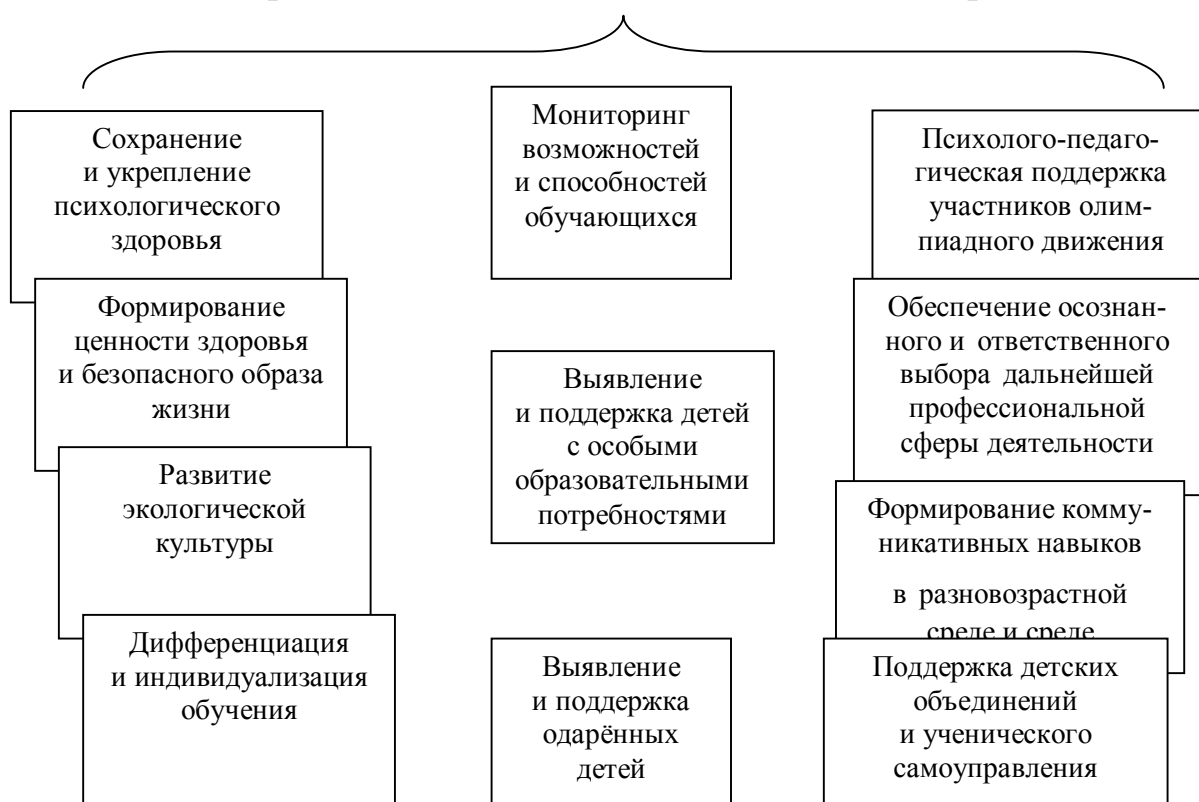 Сохранение
и укрепление
психологического
здоровья
Формирование
ценности здоровья
и безопасного образа
жизни
Развитие
экологической
культуры
Дифференциация
и индивидуализация
обучения
Мониторинг
возможностей
и способностей
обучающихся
Выявление
и поддержка детей
с особыми
образовательными
потребностями
Выявление
и поддержка
одарённых
детей
Психолого-педаго-
гическая поддержка
участников олим-
пиадного движения
Обеспечение осознан-
ного и ответственного
выбора дальнейшей
профессиональной
сферы деятельности
Формирование комму-
никативных навыков
в разновозрастной
среде и среде
Поддержка детских
объединений
и ученического
самоуправления